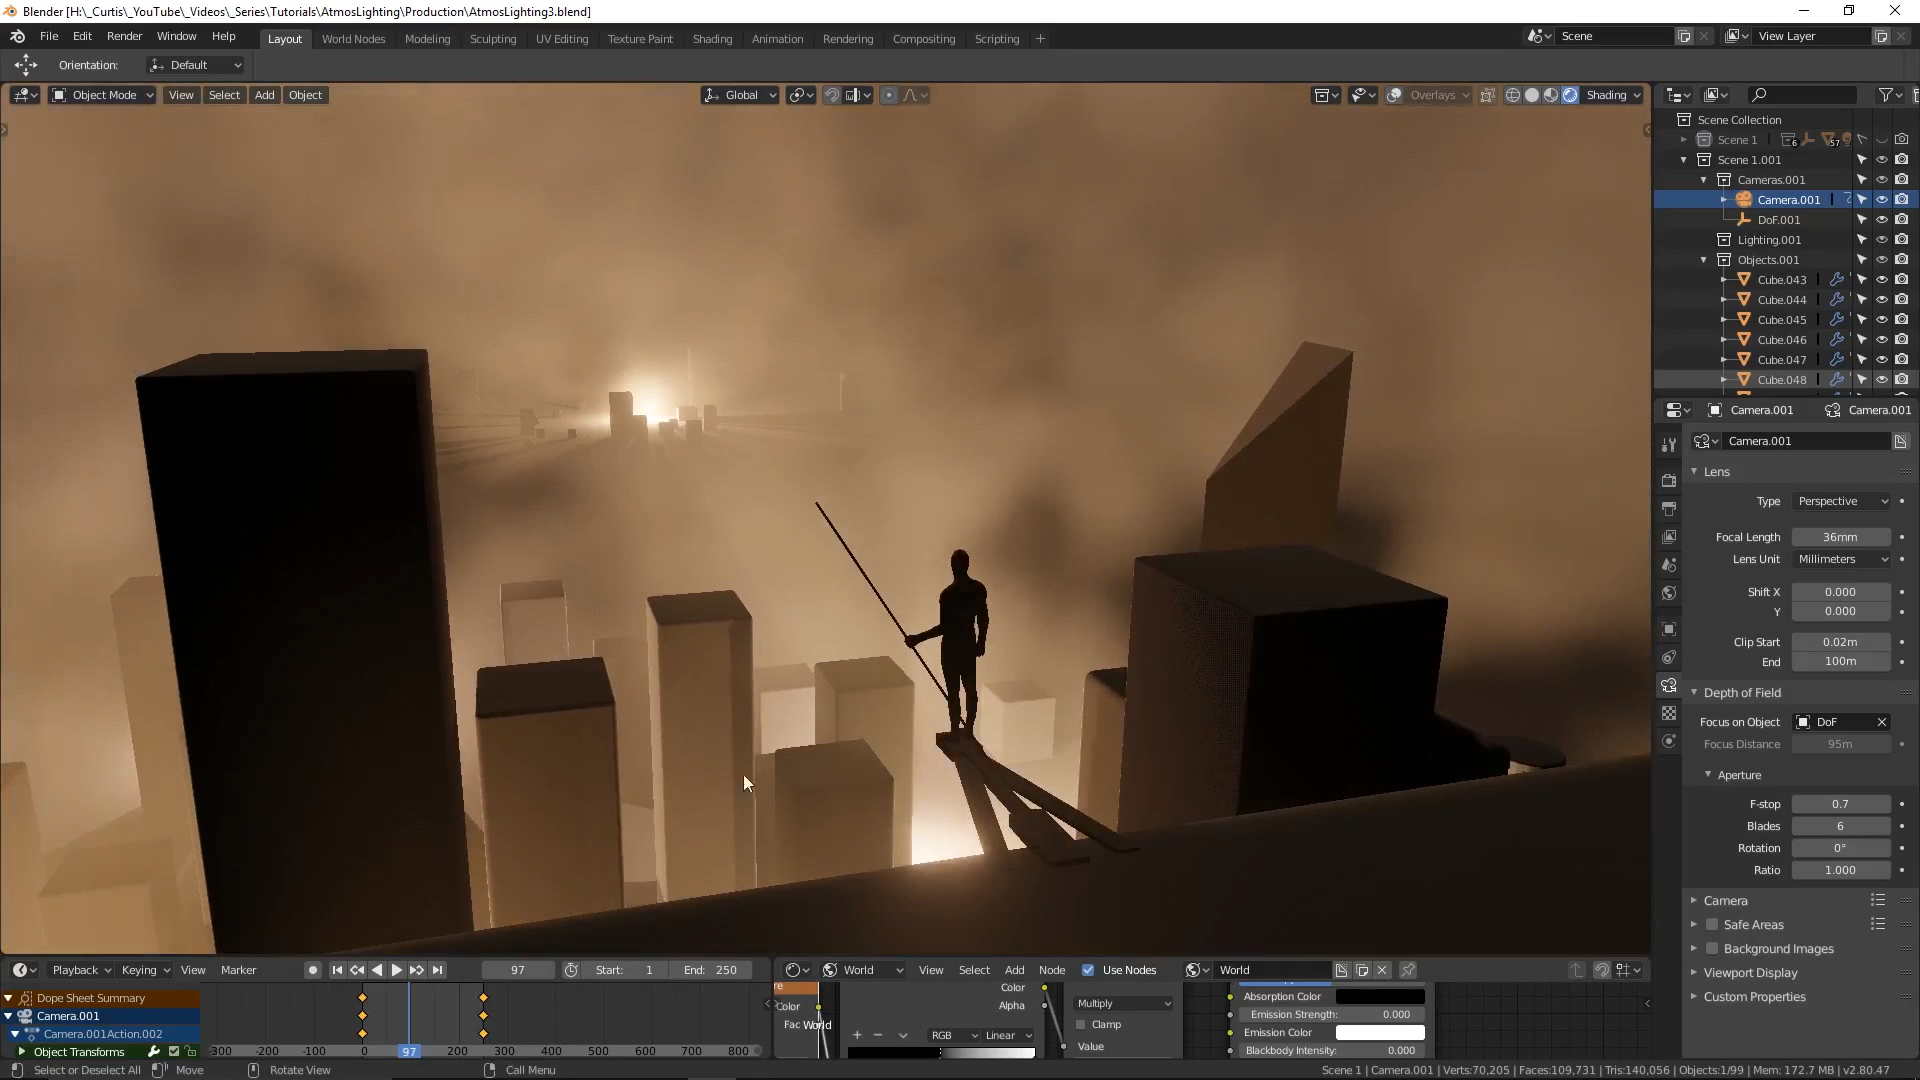 Blender [H:\_Curtis\_YouTube\_Videos\_Series\Tutorials\AtmosLighting\Production\AtmosLighting3.blend]
File Edit Render Window Help
Layout World Nodes Modeling Sculpting UV Editing Texture Paint Shading Animation Rendering Compositing Scripting +
Scene
View Layer
Orientation: Default
Object Mode View Select Add Object
Global
Overlays Shading
Scene Collection
Scene 1 6 57
Scene 1.001
Cameras.001
Camera.001
DoF.001
Lighting.001
Objects.001
Cube.043
Cube.044
Cube.045
Cube.046
Cube.047
Cube.048
Camera.001 Camera.001
Camera.001
Lens
Type Perspective
Focal Length 36mm
Lens Unit Millimeters
Shift X 0.000
Y 0.000
Clip Start 0.02m
End 100m
Depth of Field
Focus on Object DoF
Focus Distance 95m
Aperture
F-stop 0.7
Blades 6
Rotation 0°
Ratio 1.000
Camera
Safe Areas
Background Images
Viewport Display
Custom Properties
Playback Keying View Marker
97 Start: 1 End: 250
Dope Sheet Summary
Camera.001
Camera.001Action.002
Object Transforms
-300 -200 -100 0 97 200 300 400 500 600 700 800
World View Select Add Node Use Nodes World
Color
Fac World
Color
Alpha
RGB Linear
Multiply
Clamp
Value
Absorption Color
Emission Strength: 0.000
Emission Color
Blackbody Intensity: 0.000
Select or Deselect All Move Rotate View Call Menu
Scene 1 | Camera.001 | Verts:70,205 | Faces:109,731 | Tris:140,056 | Objects:1/99 | Mem: 172.7 MB | v2.80.47